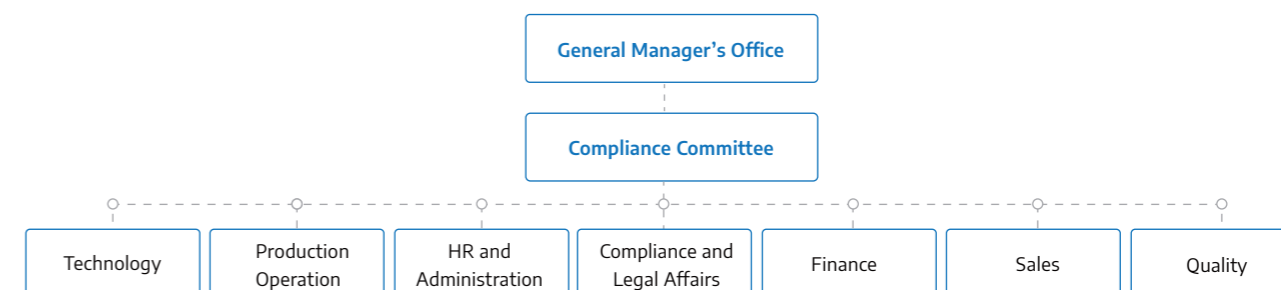 General Manager’s Office
Compliance Committee
Technology
Production
Operation
HR and
Administration
Compliance and
Legal Affairs
Finance
Sales
Quality